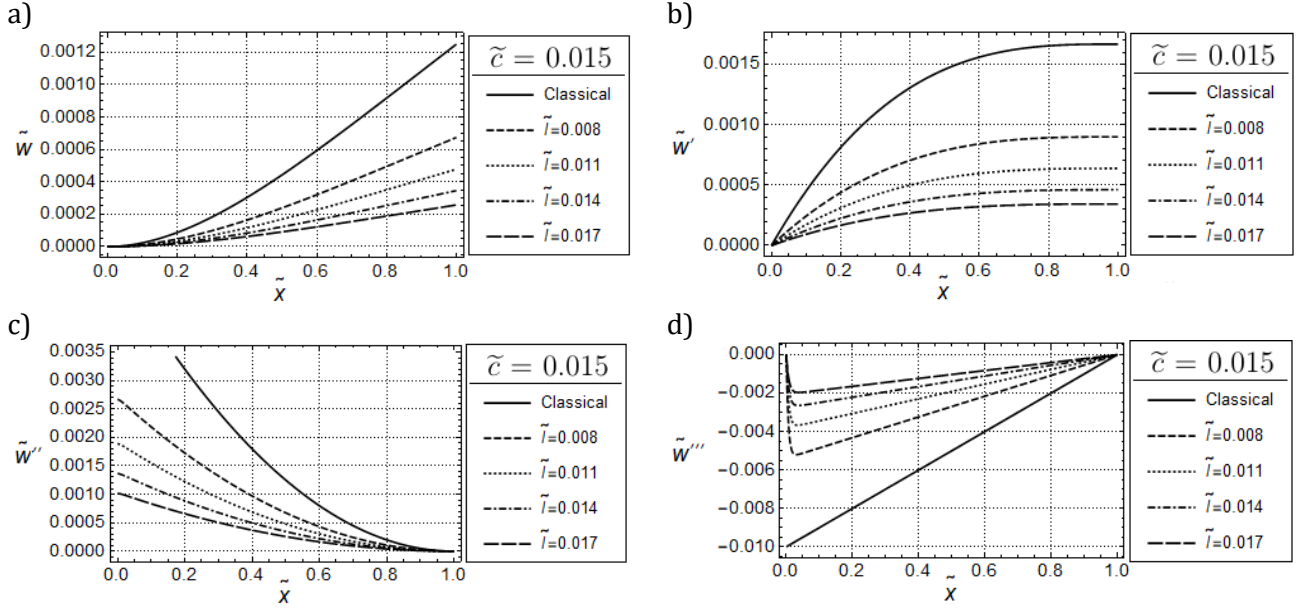 a)
w̃
0.0012
0.0010
0.0008
0.0006
0.0004
0.0002
0.0000
0.0 0.2 0.4 0.6 0.8 1.0
x̃
c̃ = 0.015
Classical
l̃=0.008
l̃=0.011
l̃=0.014
l̃=0.017
b)
w̃′
0.0015
0.0010
0.0005
0.0000
0.0 0.2 0.4 0.6 0.8 1.0
x̃
c̃ = 0.015
Classical
l̃=0.008
l̃=0.011
l̃=0.014
l̃=0.017
c)
w̃′′
0.0035
0.0030
0.0025
0.0020
0.0015
0.0010
0.0005
0.0000
0.0 0.2 0.4 0.6 0.8 1.0
x̃
c̃ = 0.015
Classical
l̃=0.008
l̃=0.011
l̃=0.014
l̃=0.017
d)
w̃′′′
0.000
−0.002
−0.004
−0.006
−0.008
−0.010
0.0 0.2 0.4 0.6 0.8 1.0
x̃
c̃ = 0.015
Classical
l̃=0.008
l̃=0.011
l̃=0.014
l̃=0.017